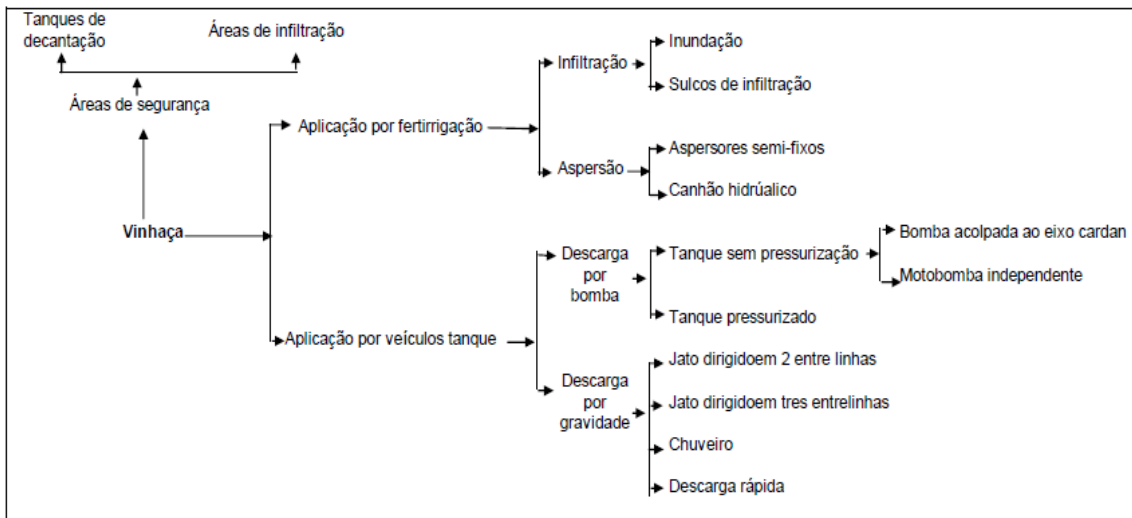 Tanques de
decantação
Áreas de infiltração
Áreas de segurança
Vinhaça
Aplicação por fertirrigação
Infiltração
Inundação
Sulcos de infiltração
Aspersão
Aspersores semi-fixos
Canhão hidrúalico
Aplicação por veículos tanque
Descarga
por
bomba
Tanque sem pressurização
Bomba acolpada ao eixo cardan
Motobomba independente
Tanque pressurizado
Descarga
por
gravidade
Jato dirigidoem 2 entre linhas
Jato dirigidoem tres entrelinhas
Chuveiro
Descarga rápida